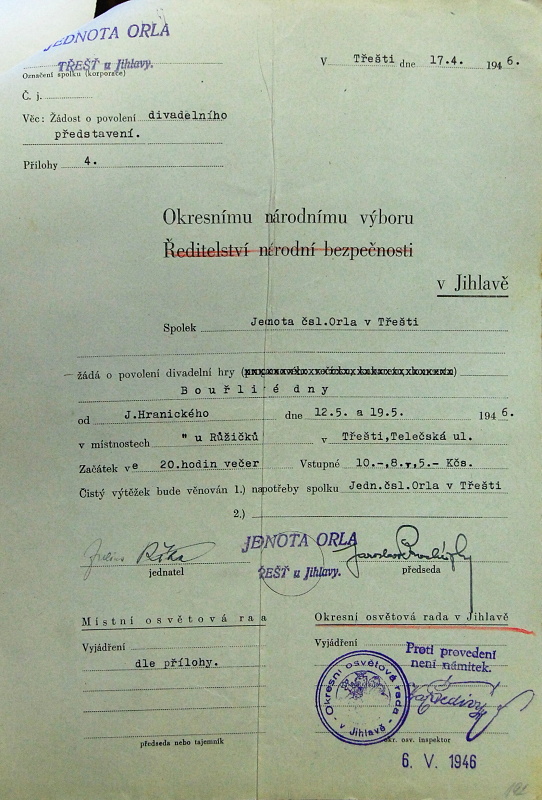 JEDNOTA ORLA
TŘEŠŤ u Jihlavy.
Označení spolku (korporace)
V Třešti dne 17.4. 1946.
Č. j.
Věc: Žádost o povolení divadelního
představení.
Přílohy 4.
Okresnímu národnímu výboru
Ředitelství národní bezpečnosti
v Jihlavě
Spolek Jemota čsl.Orla v Třešti
žádá o povolení divadelní hry
Bouřlivé dny
od J.Hranického dne 12.5. a 19.5. 1946.
v místnostech " u Růžičků v Třešti,Telečská ul.
Začátek ve 20.hodin večer Vstupné 10.-,8.-,5.- Kčs.
Čistý výtěžek bude věnován 1.) napotřeby spolku Jedn.čsl.Orla v Třešti
2.)
JEDNOTA ORLA
ŘEŠŤ u Jihlavy.
jednatel
předseda
Místní osvětová ra a
Okresní osvětová rada v Jihlavě
Vyjádření
dle přílohy.
Vyjádření
Proti provedení
není námitek.
Okresní osvětová rada
- v Jihlavě -
předseda nebo tajemník
okr. osv. inspektor
6. V. 1946